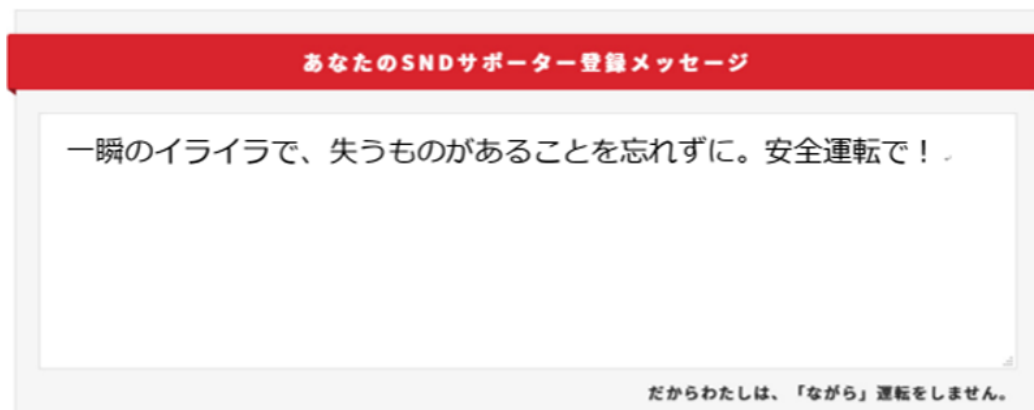 あなたのSNDサポーター登録メッセージ
一瞬のイライラで、失うものがあることを忘れずに。安全運転で！
だからわたしは、「ながら」運転をしません。